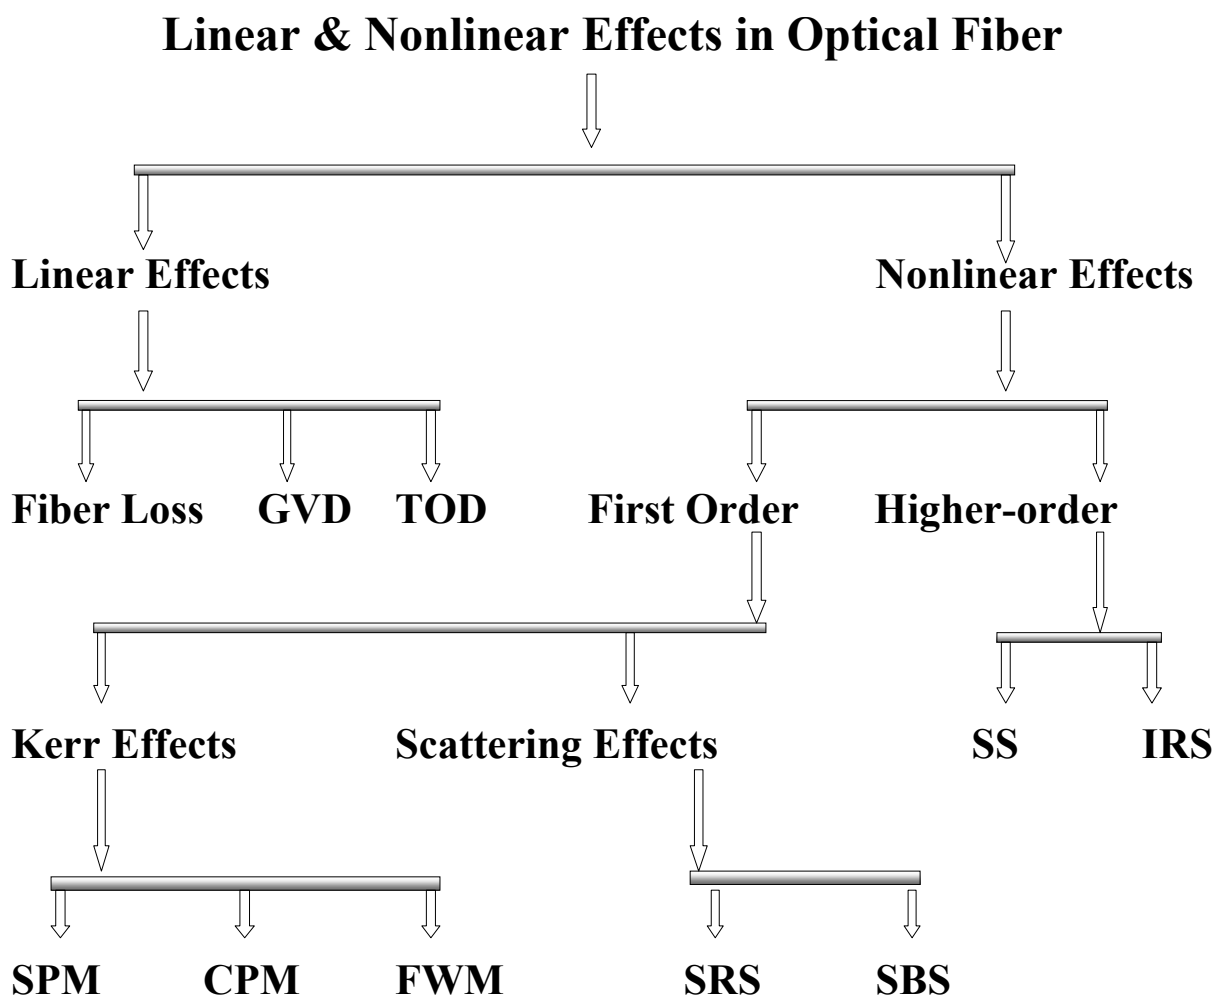 Linear & Nonlinear Effects in Optical Fiber
Linear Effects
Nonlinear Effects
Fiber Loss GVD TOD First Order Higher-order
Kerr Effects Scattering Effects SS IRS
SPM CPM FWM SRS SBS